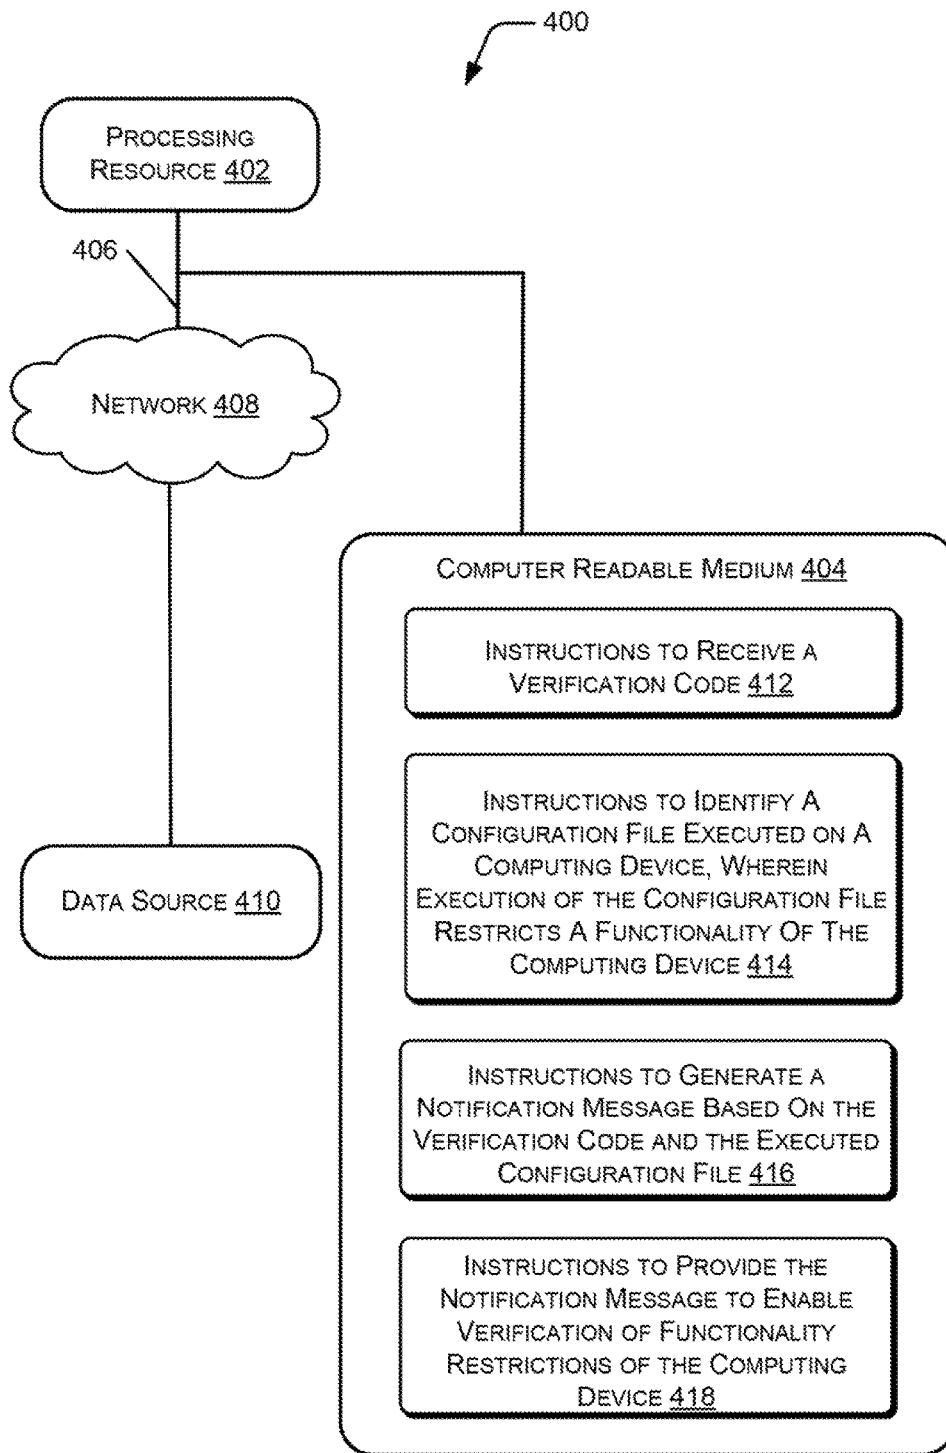 400
PROCESSING
RESOURCE 402
406
NETWORK 408
COMPUTER READABLE MEDIUM 404
INSTRUCTIONS TO RECEIVE A
VERIFICATION CODE 412
INSTRUCTIONS TO IDENTIFY A
CONFIGURATION FILE EXECUTED ON A
COMPUTING DEVICE, WHEREIN
EXECUTION OF THE CONFIGURATION FILE
RESTRICTS A FUNCTIONALITY OF THE
COMPUTING DEVICE 414
DATA SOURCE 410
INSTRUCTIONS TO GENERATE A
NOTIFICATION MESSAGE BASED ON THE
VERIFICATION CODE AND THE EXECUTED
CONFIGURATION FILE 416
INSTRUCTIONS TO PROVIDE THE
NOTIFICATION MESSAGE TO ENABLE
VERIFICATION OF FUNCTIONALITY
RESTRICTIONS OF THE COMPUTING
DEVICE 418